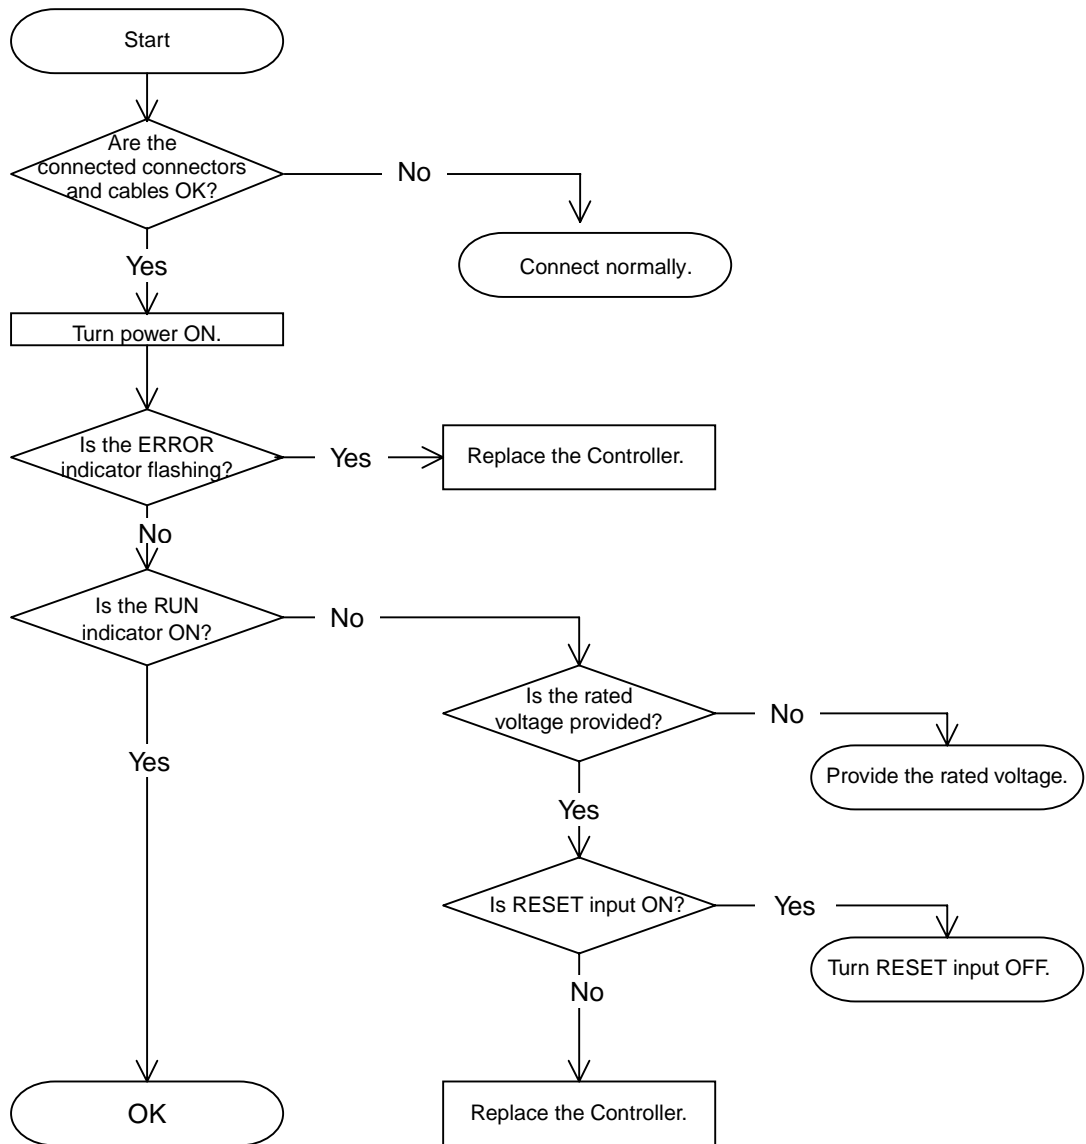 Start
Are the
connected connectors
and cables OK?
No
Connect normally.
Yes
Turn power ON.
Is the ERROR
indicator flashing?
Yes
Replace the Controller.
No
Is the RUN
indicator ON?
No
Is the rated
voltage provided?
No
Provide the rated voltage.
Yes
Yes
Is RESET input ON?
Yes
Turn RESET input OFF.
No
OK
Replace the Controller.